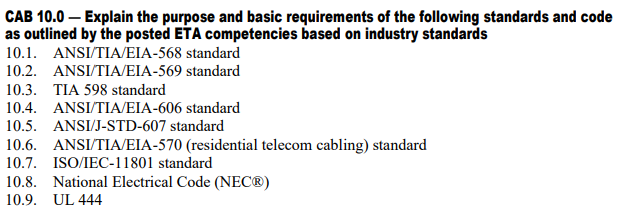 CAB 10.0 — Explain the purpose and basic requirements of the following standards and code
as outlined by the posted ETA competencies based on industry standards
10.1. ANSI/TIA/EIA-568 standard
10.2. ANSI/TIA/EIA-569 standard
10.3. TIA 598 standard
10.4. ANSI/TIA/EIA-606 standard
10.5. ANSI/J-STD-607 standard
10.6. ANSI/TIA/EIA-570 (residential telecom cabling) standard
10.7. ISO/IEC-11801 standard
10.8. National Electrical Code (NEC®)
10.9. UL 444